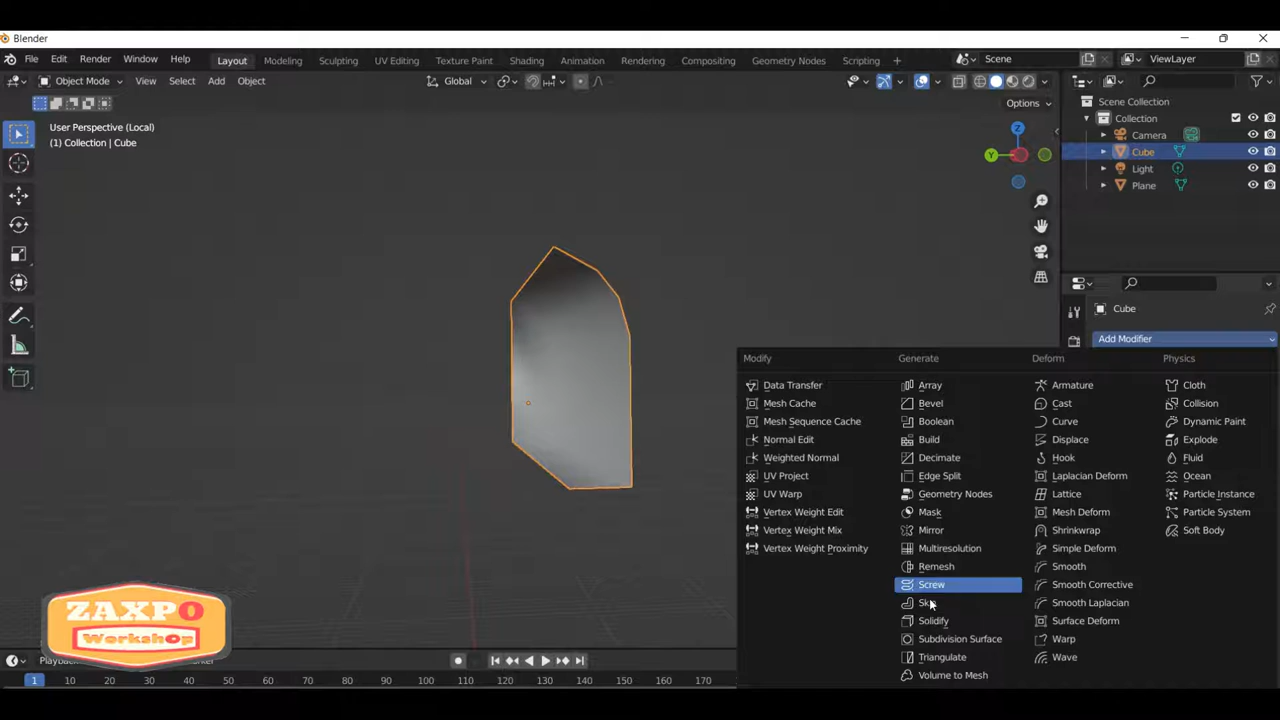 Blender
File Edit Render Window Help Layout Modeling Sculpting UV Editing Texture Paint Shading Animation Rendering Compositing Geometry Nodes Scripting + Scene ViewLayer
Object Mode View Select Add Object Global
Options
User Perspective (Local)
(1) Collection | Cube
Z
Y
Scene Collection
Collection
Camera
Cube
Light
Plane
Cube
Add Modifier
Modify Generate Deform Physics
Data Transfer Array Armature Cloth
Mesh Cache Bevel Cast Collision
Mesh Sequence Cache Boolean Curve Dynamic Paint
Normal Edit Build Displace Explode
Weighted Normal Decimate Hook Fluid
UV Project Edge Split Laplacian Deform Ocean
UV Warp Geometry Nodes Lattice Particle Instance
Vertex Weight Edit Mask Mesh Deform Particle System
Vertex Weight Mix Mirror Shrinkwrap Soft Body
Vertex Weight Proximity Multiresolution Simple Deform
Remesh Smooth
Screw Smooth Corrective
Smooth Laplacian
Solidify Surface Deform
Subdivision Surface Warp
Triangulate Wave
Volume to Mesh
ZAXPO
Workshop
1 10 20 30 40 50 60 70 80 90 100 110 120 130 140 150 160 170